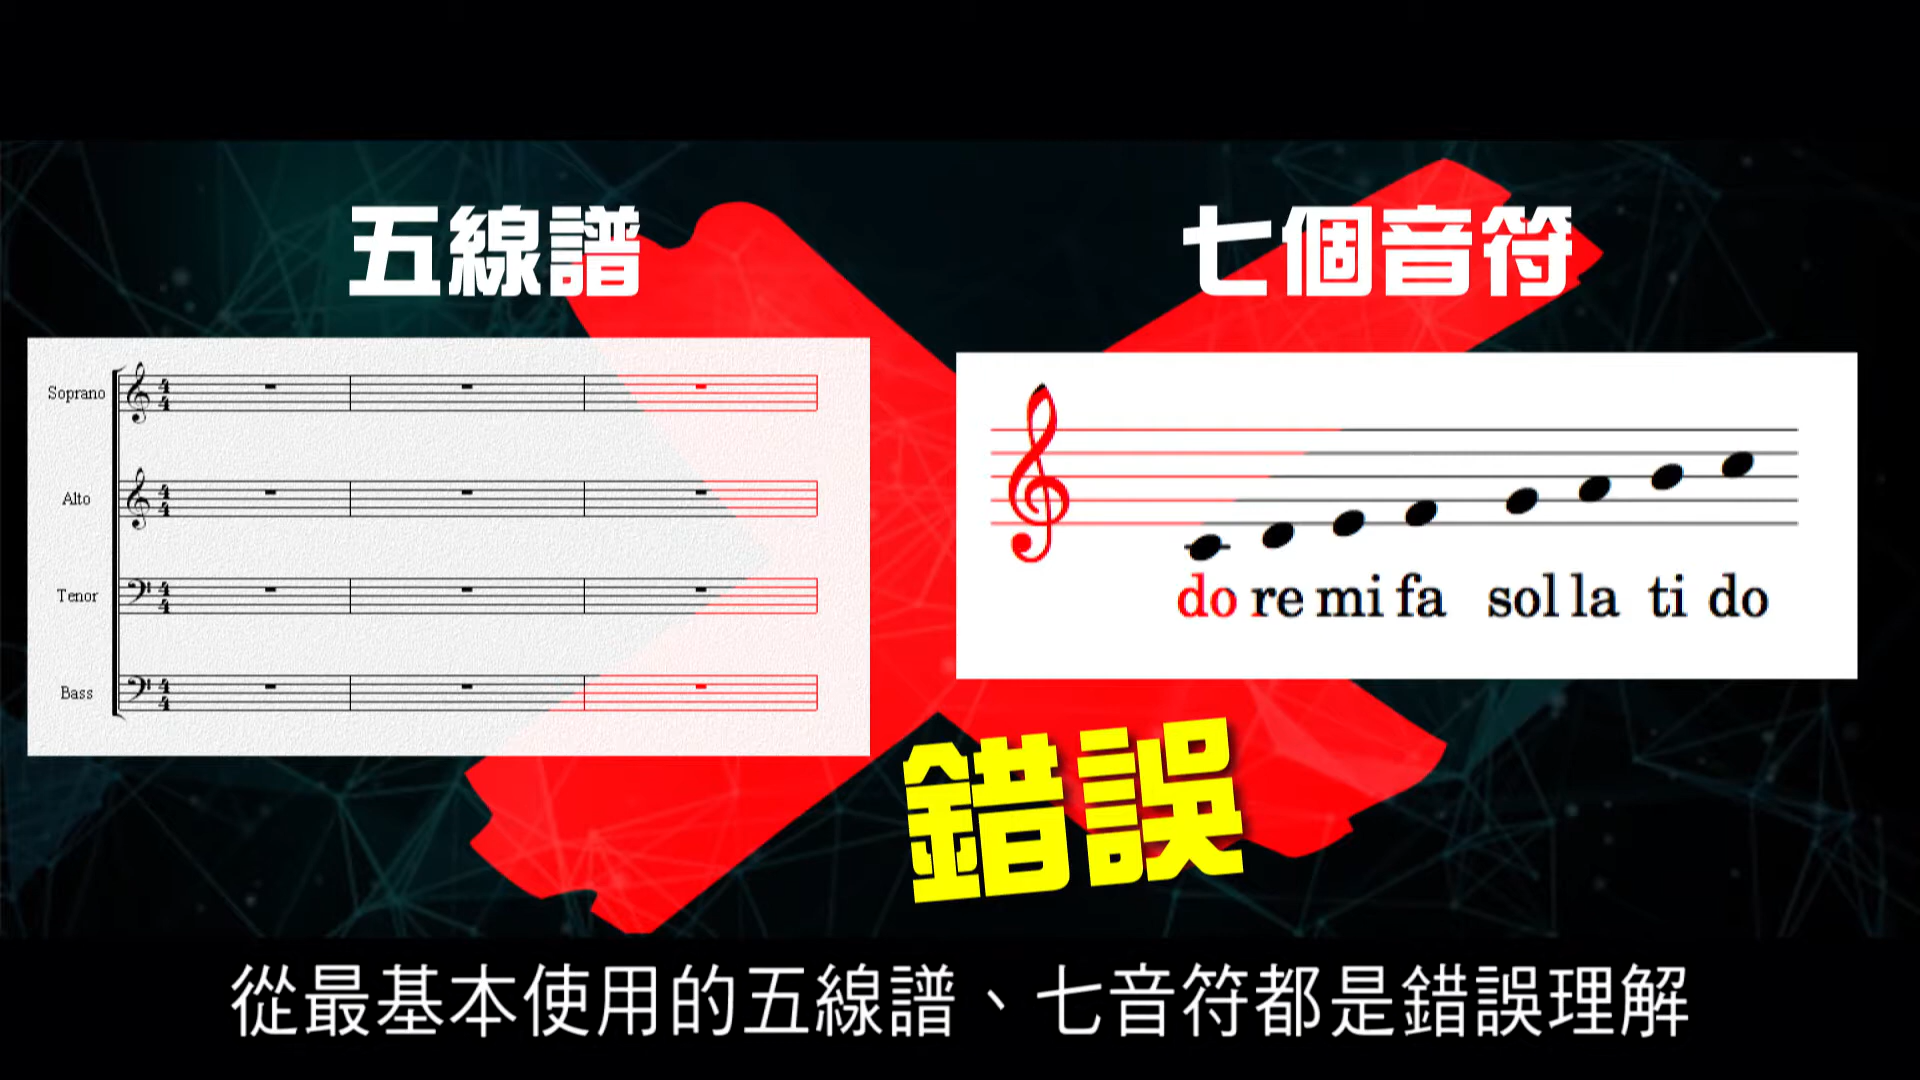 五線譜
七個音符
Soprano
Alto
Tenor
Bass
do re mi fa sol la ti do
錯誤
從最基本使用的五線譜、七音符都是錯誤理解